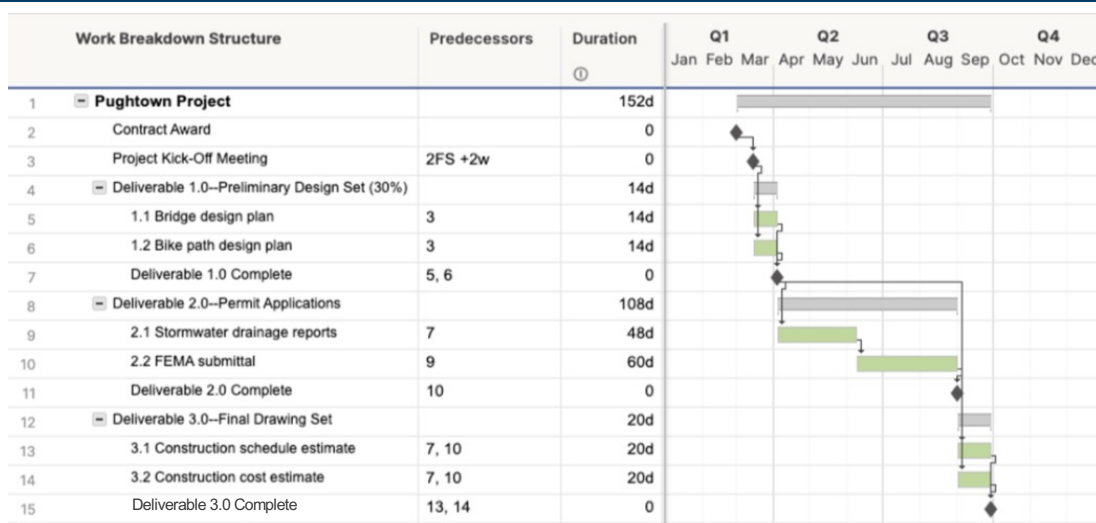 Work Breakdown Structure Predecessors Duration Q1 Q2 Q3 Q4
Jan Feb Mar Apr May Jun Jul Aug Sep Oct Nov Dec
1 Pughtown Project 152d
2 Contract Award 0
3 Project Kick-Off Meeting 2FS +2w 0
4 Deliverable 1.0--Preliminary Design Set (30%) 14d
5 1.1 Bridge design plan 3 14d
6 1.2 Bike path design plan 3 14d
7 Deliverable 1.0 Complete 5, 6 0
8 Deliverable 2.0--Permit Applications 108d
9 2.1 Stormwater drainage reports 7 48d
10 2.2 FEMA submittal 9 60d
11 Deliverable 2.0 Complete 10 0
12 Deliverable 3.0--Final Drawing Set 20d
13 3.1 Construction schedule estimate 7, 10 20d
14 3.2 Construction cost estimate 7, 10 20d
15 Deliverable 3.0 Complete 13, 14 0